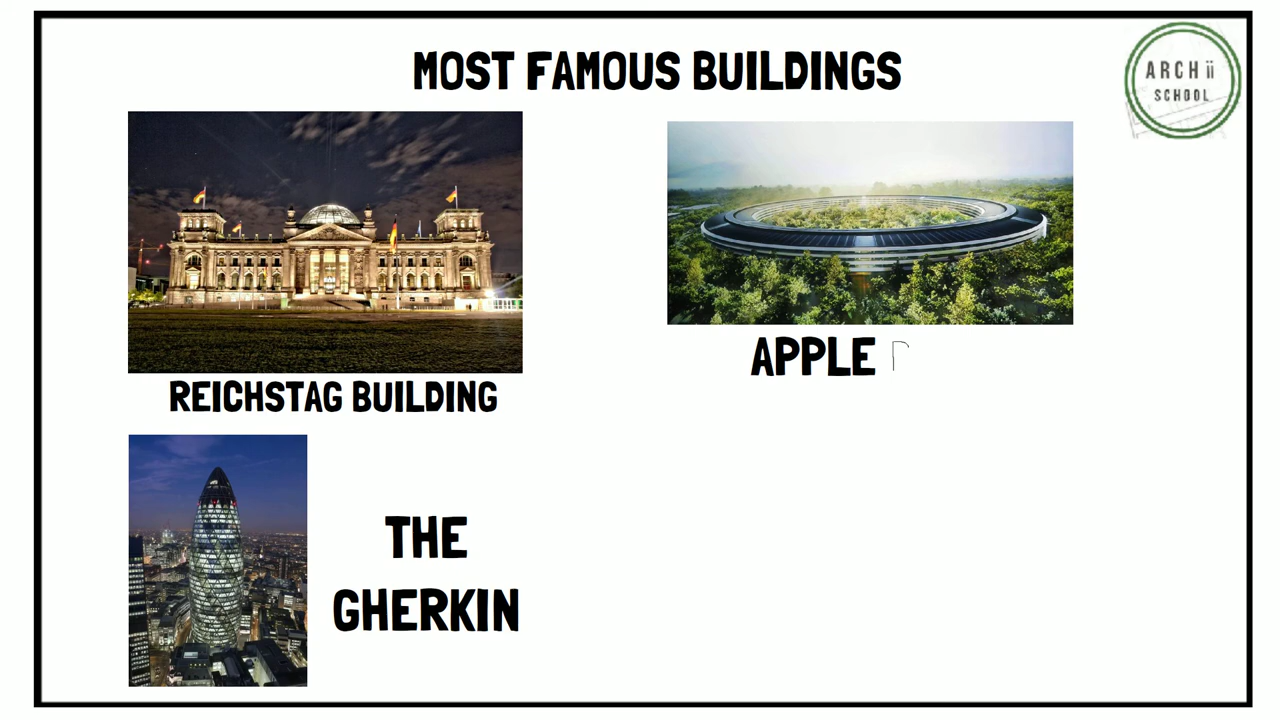 MOST FAMOUS BUILDINGS
ARCH ii
SCHOOL
REICHSTAG BUILDING
APPLE
THE
GHERKIN